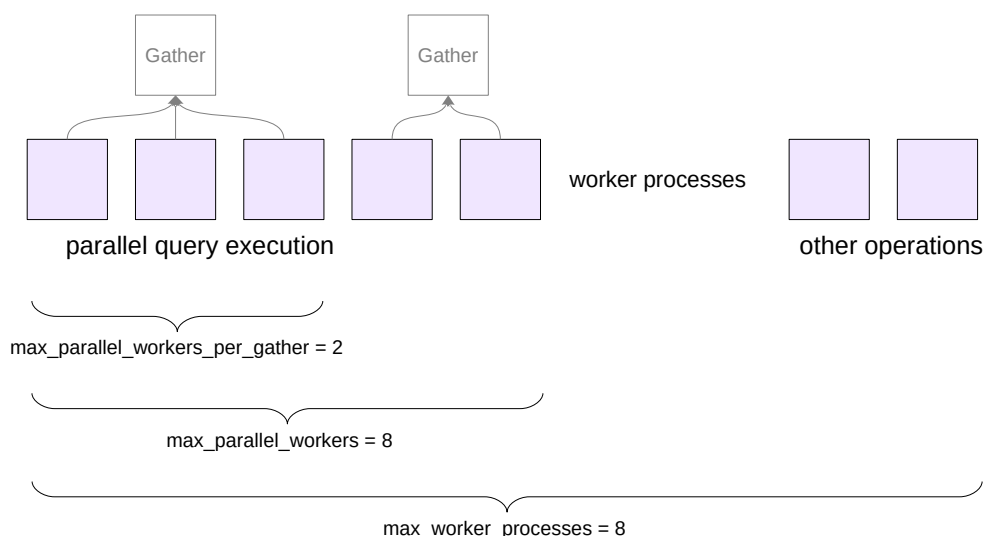 Gather
Gather
worker processes
parallel query execution
other operations
max_parallel_workers_per_gather = 2
max_parallel_workers = 8
max_worker_processes = 8